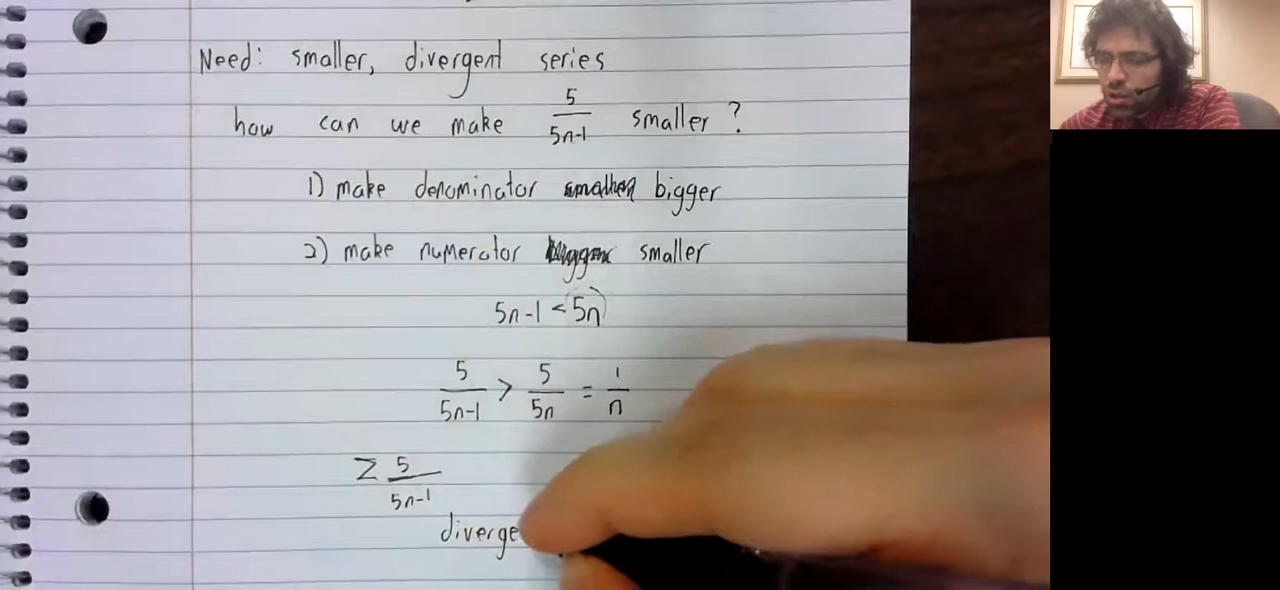 Need: smaller, divergent series
how can we make 5/(5n-1) smaller ?
1) make denominator smaller bigger
2) make numerator bigger smaller
5n-1 < 5n
5/(5n-1) > 5/(5n) = 1/n
Σ 5/(5n-1)
diverge